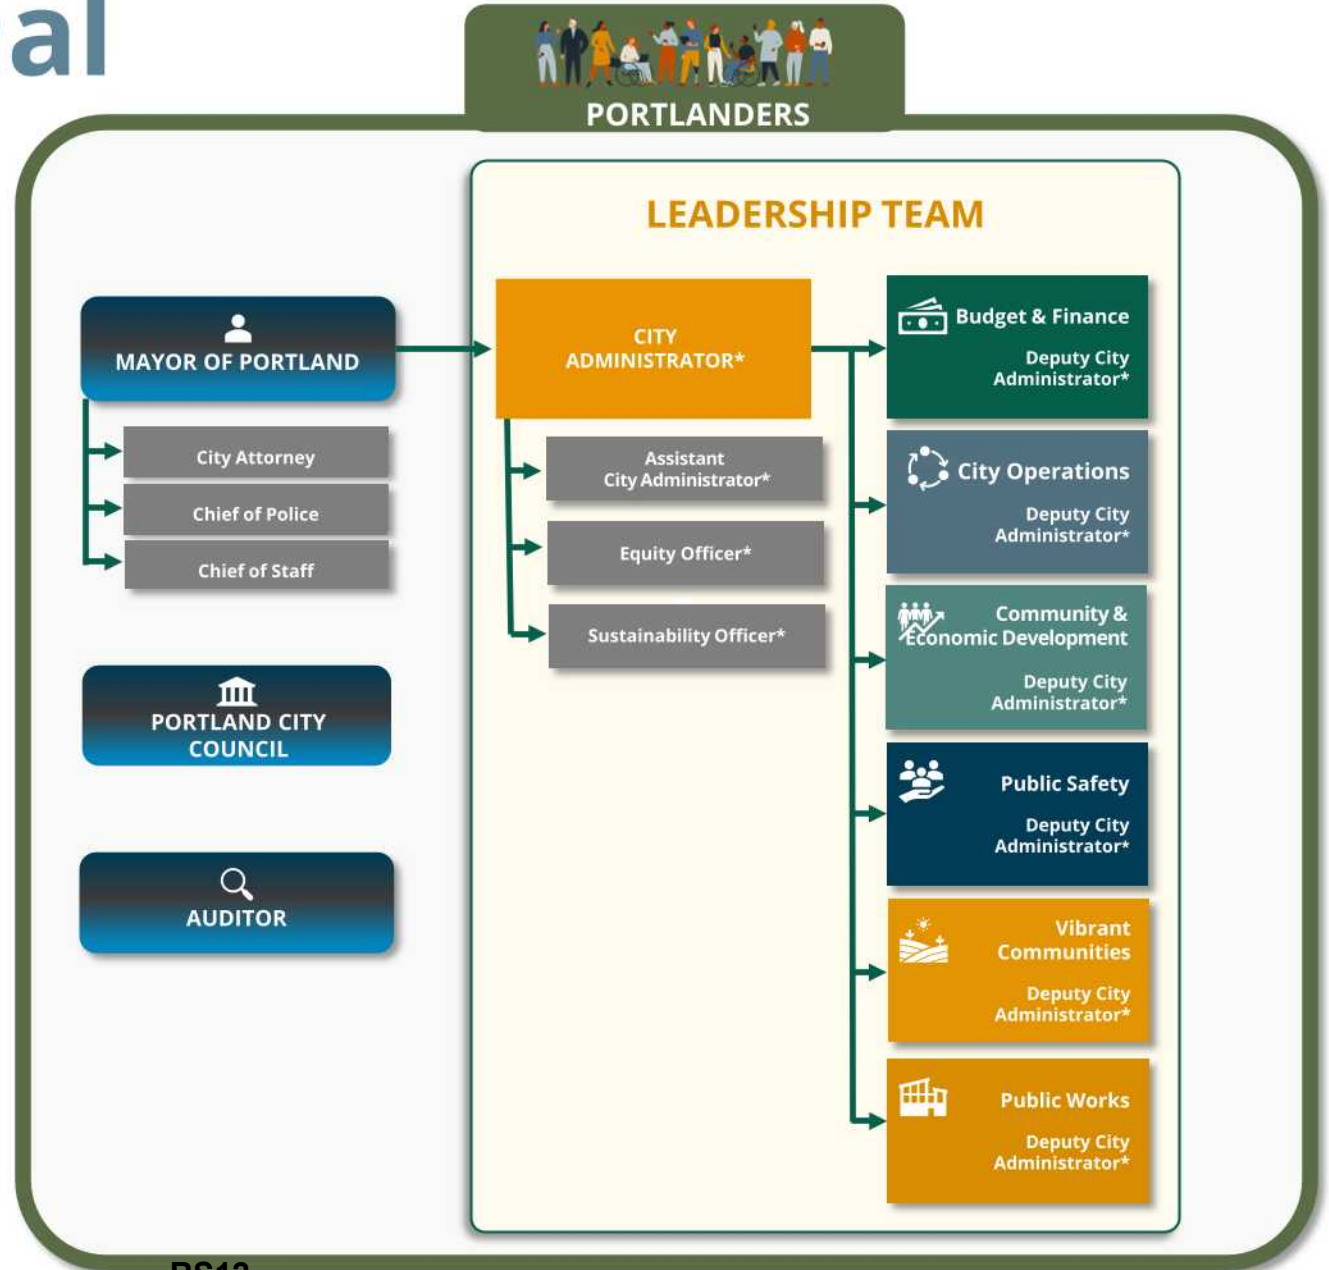 al
PORTLANDERS
LEADERSHIP TEAM
MAYOR OF PORTLAND
City Attorney
Chief of Police
Chief of Staff
PORTLAND CITY
COUNCIL
AUDITOR
CITY
ADMINISTRATOR*
Assistant
City Administrator*
Equity Officer*
Sustainability Officer*
Budget & Finance
Deputy City
Administrator*
City Operations
Deputy City
Administrator*
Community &
Economic Development
Deputy City
Administrator*
Public Safety
Deputy City
Administrator*
Vibrant
Communities
Deputy City
Administrator*
Public Works
Deputy City
Administrator*